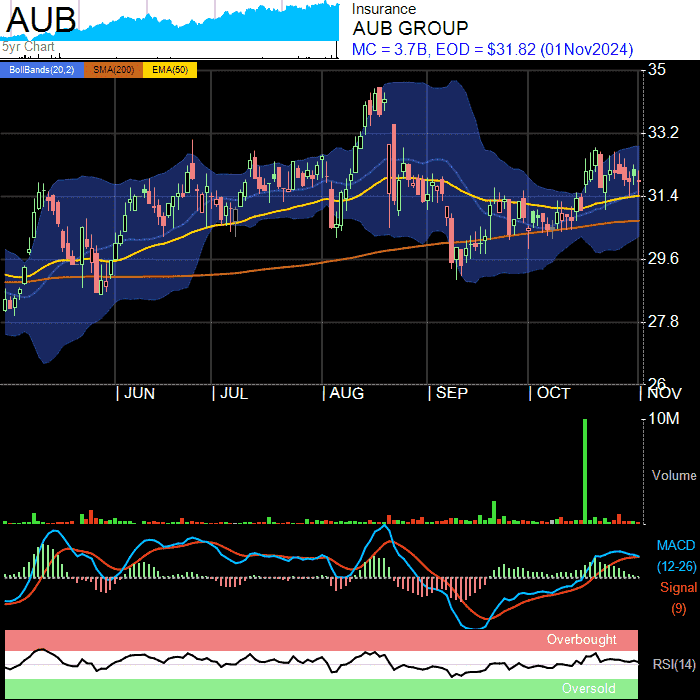 AUB
5yr Chart
Insurance
AUB GROUP
MC = 3.7B, EOD = $31.82 (01Nov2024)
BollBands(20,2) SMA(200) EMA(50)
35
33.2
31.4
29.6
27.8
26
JUN JUL AUG SEP OCT NOV
10M
Volume
MACD
(12-26)
Signal
(9)
Overbought
RSI(14)
Oversold